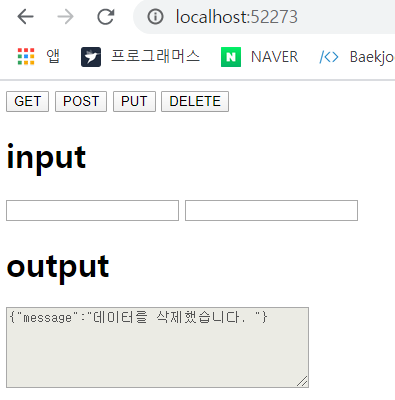 localhost:52273
앱 프로그래머스 N NAVER </> Baekjo
GET POST PUT DELETE
input
output
{"message":"데이터를 삭제했습니다. "}